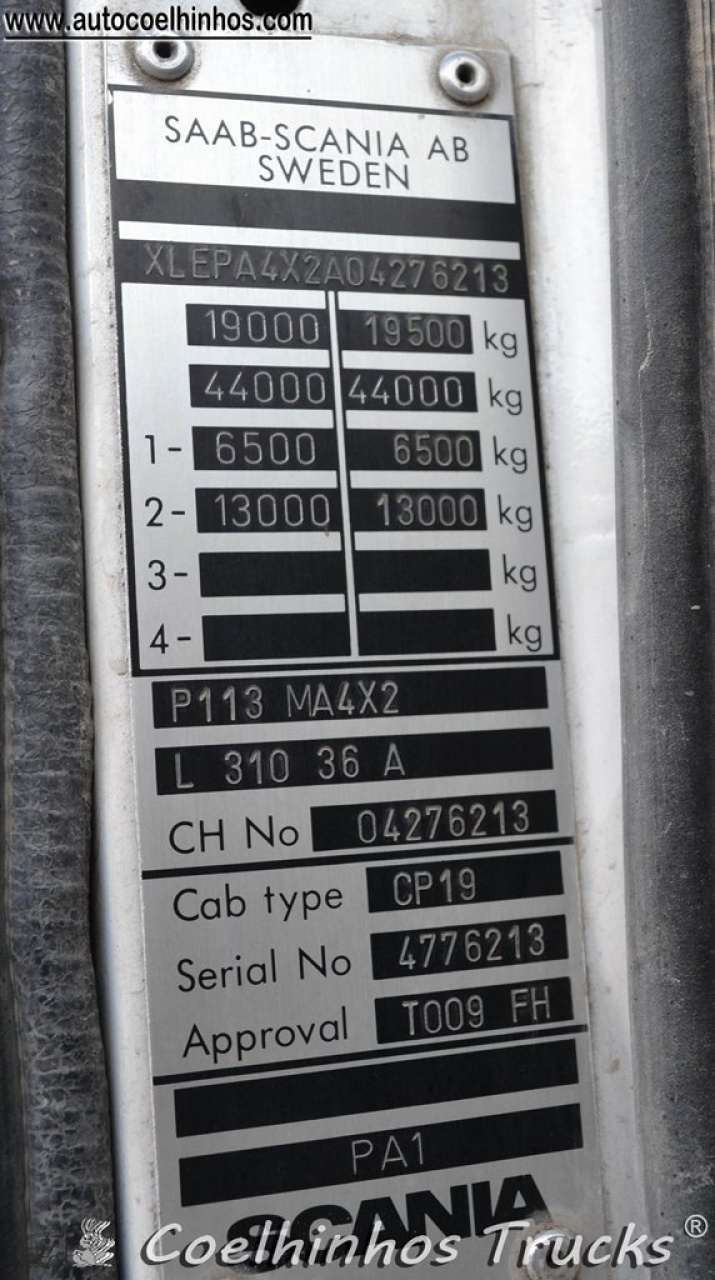 www.autocoelhinhos.com
SAAB-SCANIA AB
SWEDEN
XLEPA4X2A04276213
19000 19500 kg
44000 44000 kg
1- 6500 6500 kg
2- 13000 13000 kg
3- kg
4- kg
P113 MA4X2
L 310 36 A
CH No 04276213
Cab type CP19
Serial No 4776213
Approval T009 FH
PA1
SCANIA
Coelhinhos Trucks ®